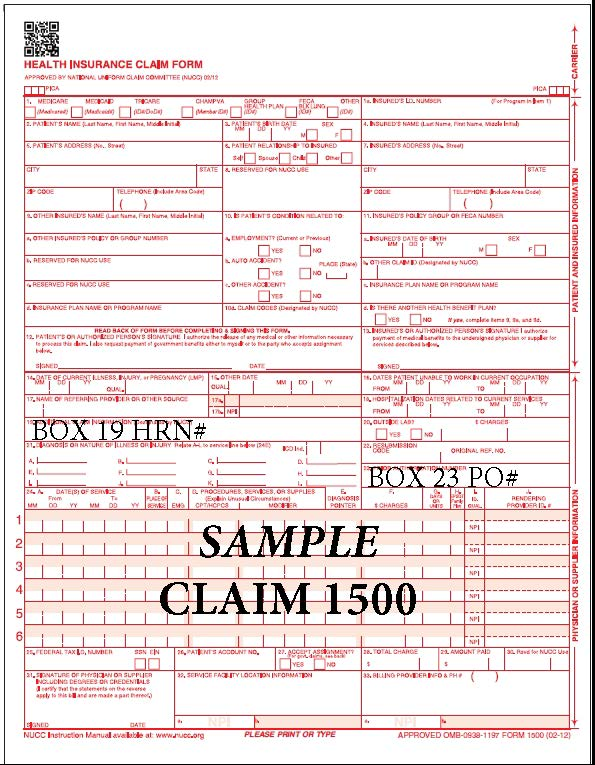 HEALTH INSURANCE CLAIM FORM
APPROVED BY NATIONAL UNIFORM CLAIM COMMITTEE (NUCC) 02/12
PICA PICA
CARRIER
1. MEDICARE MEDICAID TRICARE CHAMPVA GROUP HEALTH PLAN FECA BLK LUNG OTHER
(Medicare#) (Medicaid#) (ID#/DoD#) (Member ID#) (ID#) (ID#) (ID#)
1a. INSURED'S I.D. NUMBER (For Program in Item 1)
2. PATIENT'S NAME (Last Name, First Name, Middle Initial)
3. PATIENT'S BIRTH DATE SEX
MM DD YY M F
4. INSURED'S NAME (Last Name, First Name, Middle Initial)
5. PATIENT'S ADDRESS (No., Street)
6. PATIENT RELATIONSHIP TO INSURED
Self Spouse Child Other
7. INSURED'S ADDRESS (No., Street)
CITY STATE
8. RESERVED FOR NUCC USE
CITY STATE
ZIP CODE TELEPHONE (Include Area Code)
( )
ZIP CODE TELEPHONE (Include Area Code)
( )
9. OTHER INSURED'S NAME (Last Name, First Name, Middle Initial)
10. IS PATIENT'S CONDITION RELATED TO:
11. INSURED'S POLICY GROUP OR FECA NUMBER
a. OTHER INSURED'S POLICY OR GROUP NUMBER
a. EMPLOYMENT? (Current or Previous)
YES NO
a. INSURED'S DATE OF BIRTH SEX
MM DD YY M F
b. RESERVED FOR NUCC USE
b. AUTO ACCIDENT? PLACE (State)
YES NO
b. OTHER CLAIM ID (Designated by NUCC)
c. RESERVED FOR NUCC USE
c. OTHER ACCIDENT?
YES NO
c. INSURANCE PLAN NAME OR PROGRAM NAME
d. INSURANCE PLAN NAME OR PROGRAM NAME
10d. CLAIM CODES (Designated by NUCC)
d. IS THERE ANOTHER HEALTH BENEFIT PLAN?
YES NO If yes, complete items 9, 9a, and 9d.
PATIENT AND INSURED INFORMATION
READ BACK OF FORM BEFORE COMPLETING & SIGNING THIS FORM.
12. PATIENT'S OR AUTHORIZED PERSON'S SIGNATURE I authorize the release of any medical or other information necessary
to process this claim. I also request payment of government benefits either to myself or to the party who accepts assignment
below.
SIGNED DATE
13. INSURED'S OR AUTHORIZED PERSON'S SIGNATURE I authorize
payment of medical benefits to the undersigned physician or supplier for
services described below.
SIGNED
14. DATE OF CURRENT ILLNESS, INJURY, or PREGNANCY (LMP)
MM DD YY QUAL.
15. OTHER DATE
QUAL. MM DD YY
16. DATES PATIENT UNABLE TO WORK IN CURRENT OCCUPATION
MM DD YY MM DD YY
FROM TO
17. NAME OF REFERRING PROVIDER OR OTHER SOURCE
17a.
17b. NPI
18. HOSPITALIZATION DATES RELATED TO CURRENT SERVICES
MM DD YY MM DD YY
FROM TO
BOX 19 HRN#
20. OUTSIDE LAB? $ CHARGES
YES NO
21. DIAGNOSIS OR NATURE OF ILLNESS OR INJURY Relate A-L to service line below (24E) ICD Ind.
A. B. C. D.
E. F. G. H.
I. J. K. L.
22. RESUBMISSION
CODE ORIGINAL REF. NO.
BOX 23 PO#
24. A. DATE(S) OF SERVICE
From To
MM DD YY MM DD YY
B. PLACE OF SERVICE
C. EMG
D. PROCEDURES, SERVICES, OR SUPPLIES
(Explain Unusual Circumstances)
CPT/HCPCS MODIFIER
E. DIAGNOSIS POINTER
F. $ CHARGES
G. DAYS OR UNITS
H. EPSDT Family Plan
I. ID. QUAL.
J. RENDERING PROVIDER ID. #
1 NPI
2 NPI
3 NPI
4 NPI
5 NPI
6 NPI
SAMPLE
CLAIM 1500
PHYSICIAN OR SUPPLIER INFORMATION
25. FEDERAL TAX I.D. NUMBER SSN EIN
26. PATIENT'S ACCOUNT NO.
27. ACCEPT ASSIGNMENT?
(For govt. claims, see back)
YES NO
28. TOTAL CHARGE
$
29. AMOUNT PAID
$
30. Rsvd for NUCC Use
31. SIGNATURE OF PHYSICIAN OR SUPPLIER
INCLUDING DEGREES OR CREDENTIALS
(I certify that the statements on the reverse
apply to this bill and are made a part thereof.)
SIGNED DATE
32. SERVICE FACILITY LOCATION INFORMATION
a. NPI b.
33. BILLING PROVIDER INFO & PH # ( )
a. NPI b.
NUCC Instruction Manual available at: www.nucc.org
PLEASE PRINT OR TYPE
APPROVED OMB-0938-1197 FORM 1500 (02-12)